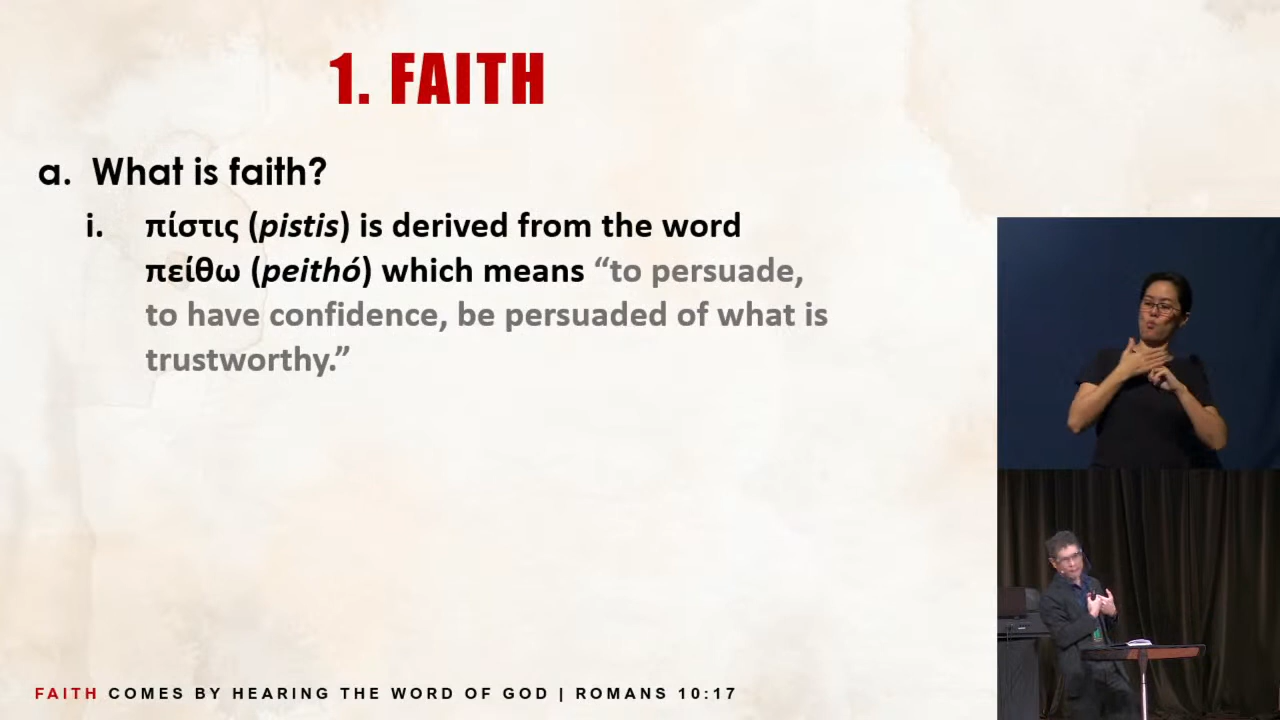 1. FAITH
a. What is faith?
i. πίστις (pistis) is derived from the word
πείθω (peithó) which means “to persuade,
to have confidence, be persuaded of what is
trustworthy.”
FAITH COMES BY HEARING THE WORD OF GOD | ROMANS 10:17